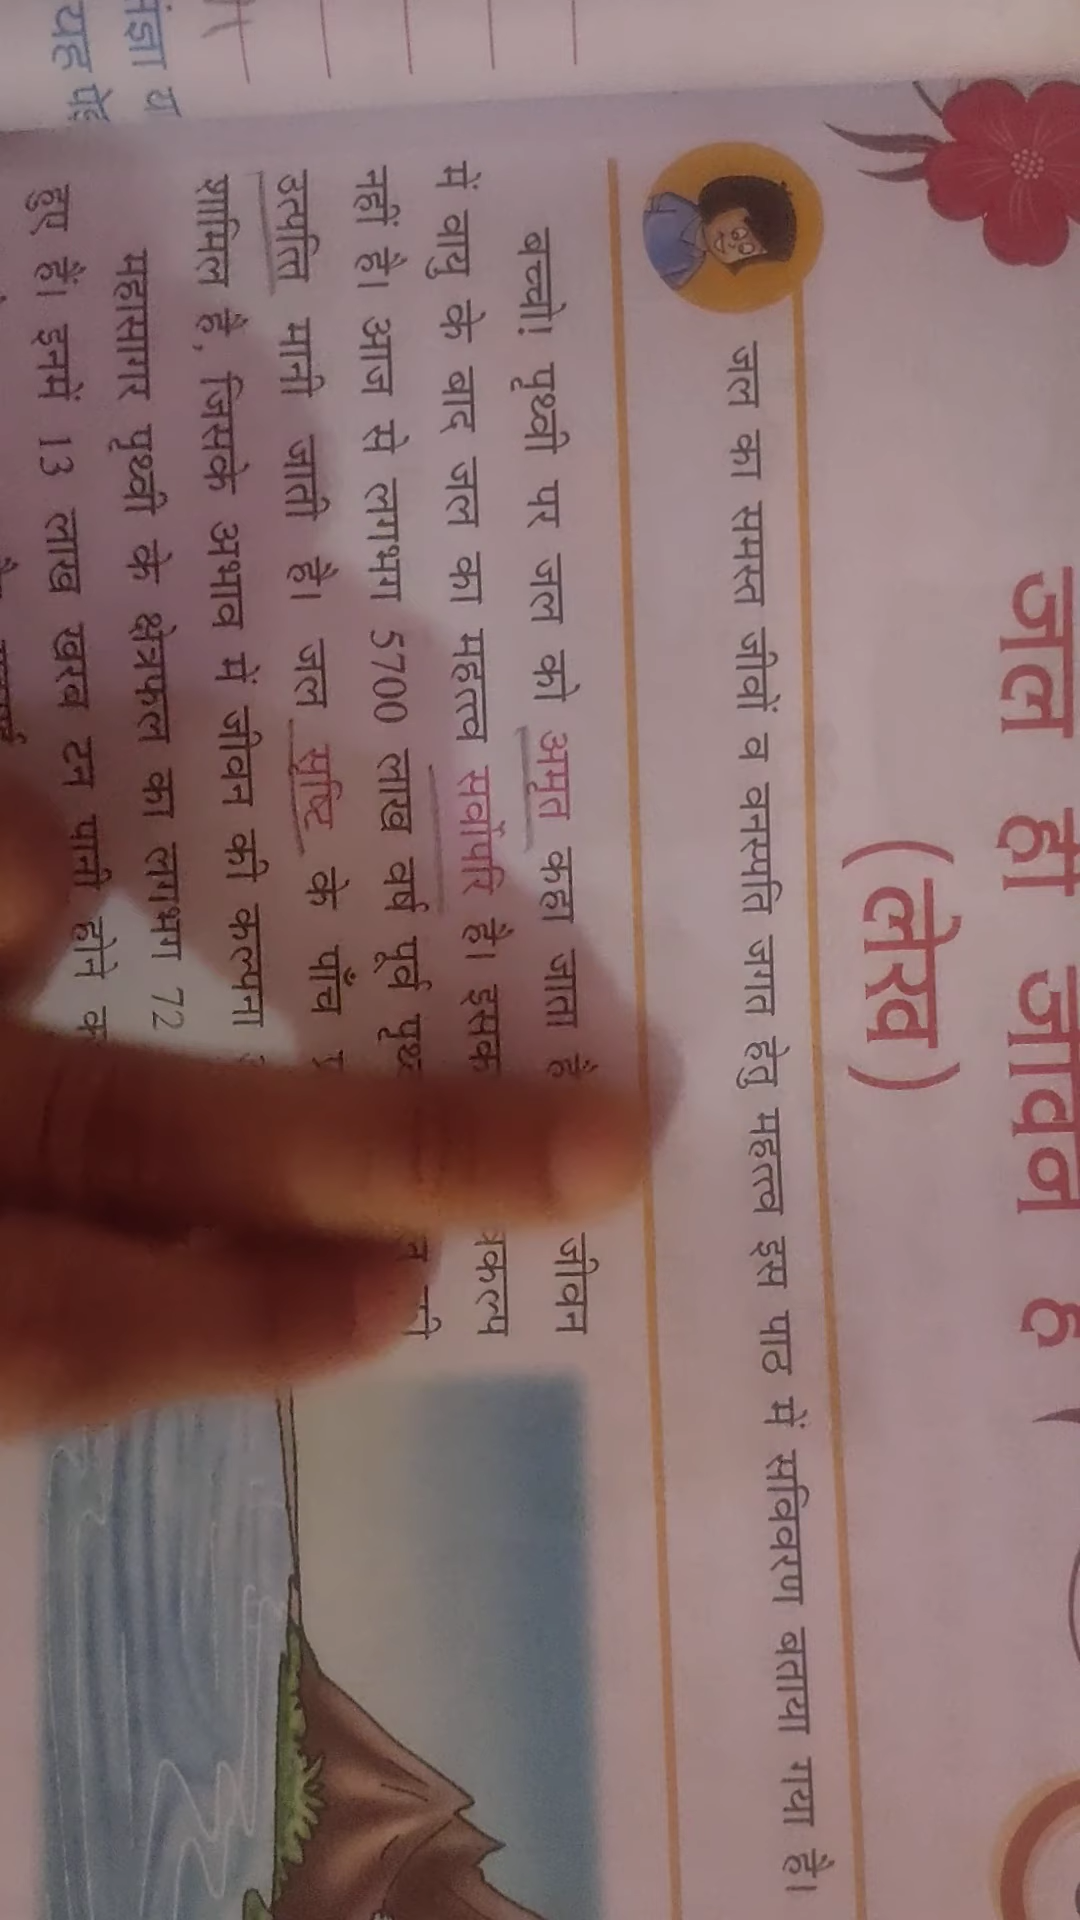 जल ही जीवन है
(लेख)
जल का समस्त जीवों व वनस्पति जगत हेतु महत्त्व इस पाठ में सविवरण बताया गया है।
बच्चो! पृथ्वी पर जल को अमृत कहा जाता है जीवन
में वायु के बाद जल का महत्त्व सर्वोपरि है। इसक
नहीं है। आज से लगभग 5700 लाख वर्ष पूर्व की
उत्पत्ति मानी जाती है। जल सृष्टि के पाँच
शामिल है, जिसके अभाव में जीवन की कल्पना
महासागर पृथ्वी के क्षेत्रफल का लगभग 72
हुए हैं। इनमें 13 लाख खरब टन पानी होने